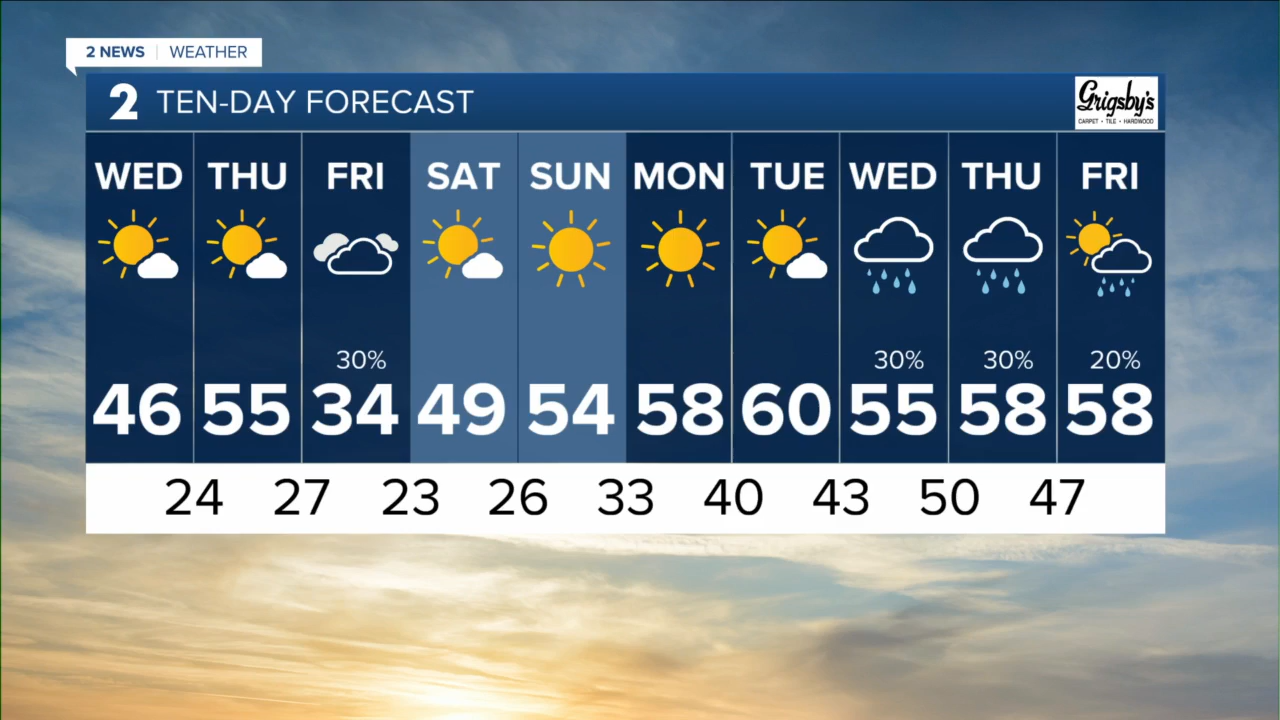 2 NEWS | WEATHER
2 TEN-DAY FORECAST
Grigsby's
CARPET • TILE • HARDWOOD
WED THU FRI SAT SUN MON TUE WED THU FRI
30% 30% 30% 20%
46 55 34 49 54 58 60 55 58 58
24 27 23 26 33 40 43 50 47